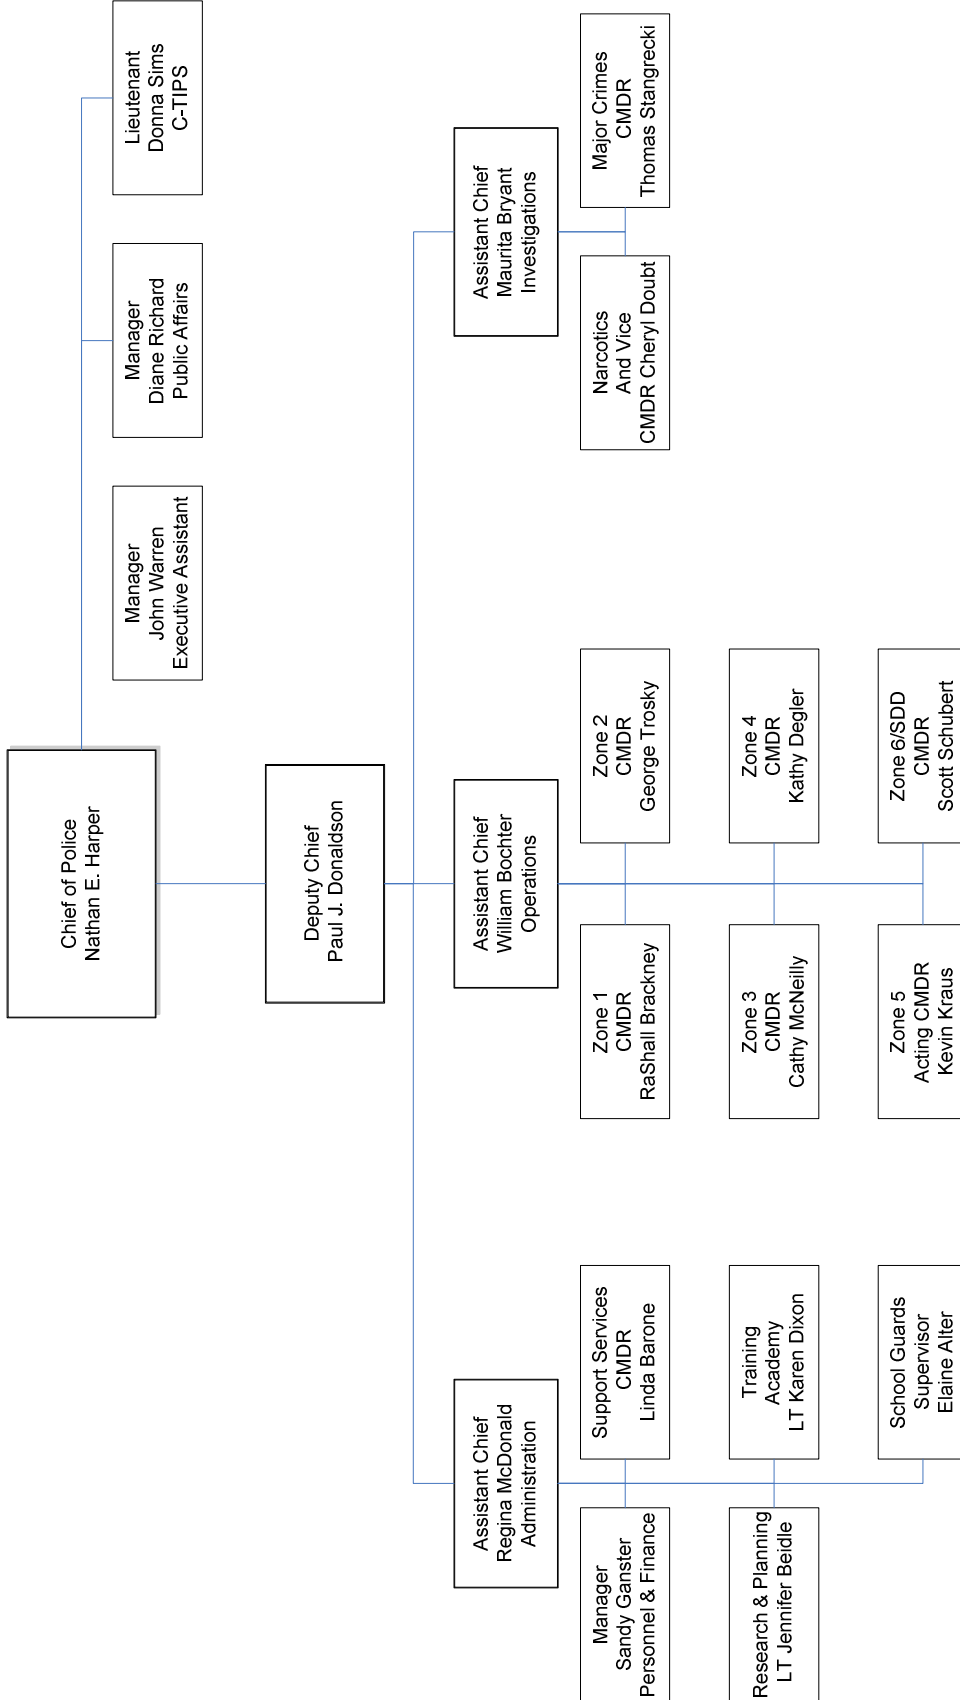 Chief of Police
Nathan E. Harper
Manager
John Warren
Executive Assistant
Manager
Diane Richard
Public Affairs
Lieutenant
Donna Sims
C-TIPS
Deputy Chief
Paul J. Donaldson
Assistant Chief
Regina McDonald
Administration
Assistant Chief
William Bochter
Operations
Assistant Chief
Maurita Bryant
Investigations
Manager
Sandy Ganster
Personnel & Finance
Support Services
CMDR
Linda Barone
Zone 1
CMDR
RaShall Brackney
Zone 2
CMDR
George Trosky
Narcotics
And Vice
CMDR Cheryl Doubt
Major Crimes
CMDR
Thomas Stangrecki
Research & Planning
LT Jennifer Beidle
Training
Academy
LT Karen Dixon
Zone 3
CMDR
Cathy McNeilly
Zone 4
CMDR
Kathy Degler
School Guards
Supervisor
Elaine Alter
Zone 5
Acting CMDR
Kevin Kraus
Zone 6/SDD
CMDR
Scott Schubert